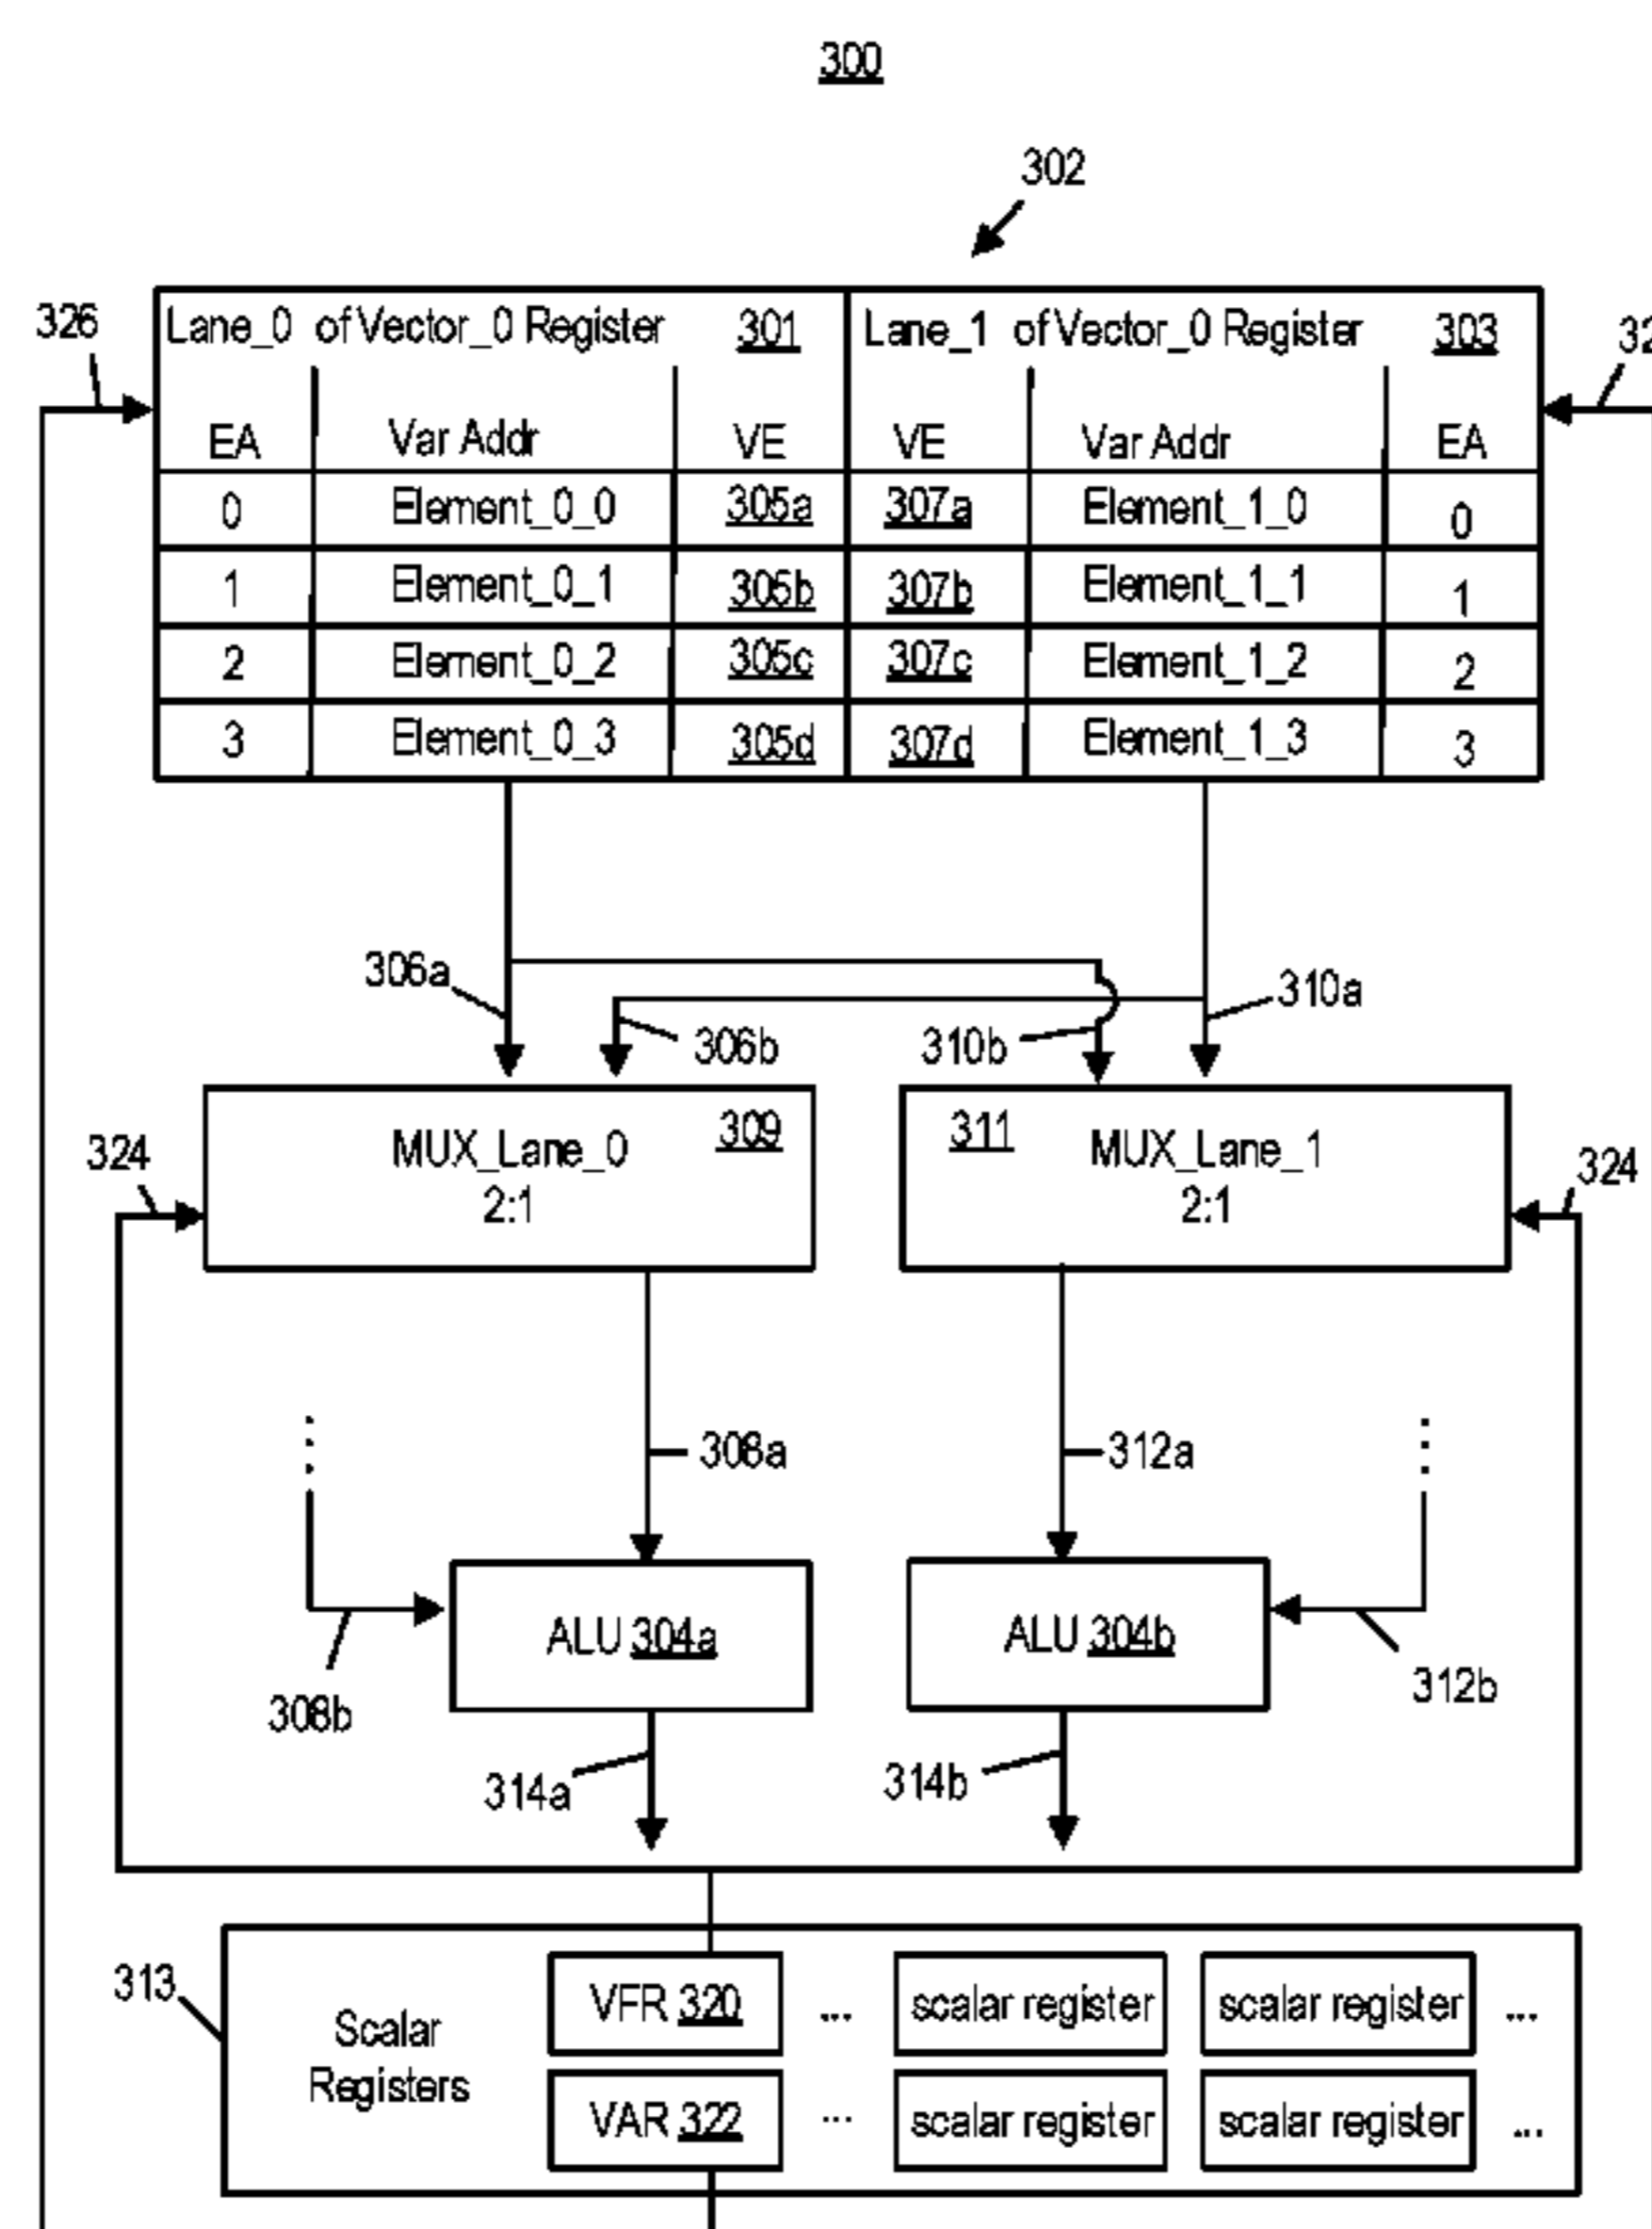 300
302
326
Lane_0 of Vector_0 Register 301 Lane_1 of Vector_0 Register 303
32
EA Var Addr VE VE Var Addr EA
0 Element_0_0 305a 307a Element_1_0 0
1 Element_0_1 305b 307b Element_1_1 1
2 Element_0_2 305c 307c Element_1_2 2
3 Element_0_3 305d 307d Element_1_3 3
306a 306b 310b 310a
324 MUX_Lane_0 309 311 MUX_Lane_1 324
2:1 2:1
308a 312a
ALU 304a ALU 304b
308b 312b
314a 314b
313
Scalar Registers
VFR 320 ... scalar register scalar register ...
VAR 322 ... scalar register scalar register ...